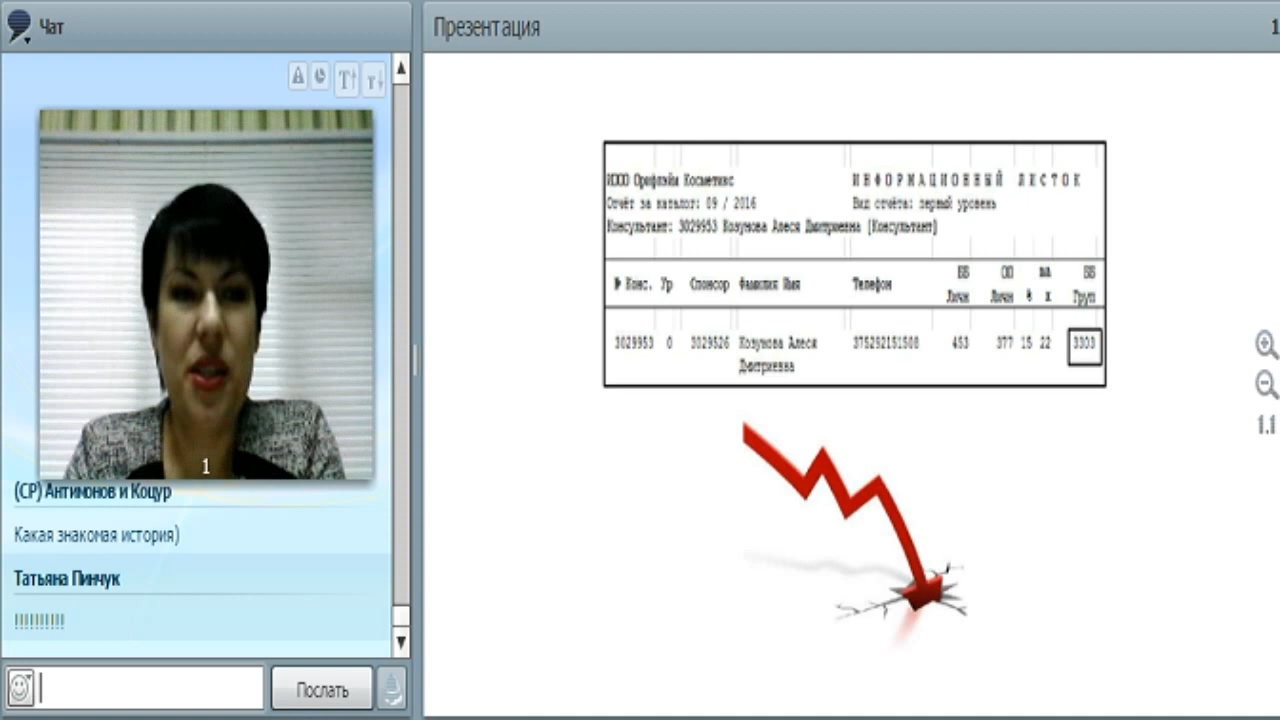 Чат
Презентация
1
1
(СР) Антимонов и Коцур
Какая знакомая история)
Татьяна Пинчук
!!!!!!!!!!
Послать
ИООО Орифлэйм Косметикс
ИНФОРМАЦИОННЫЙ ЛИСТОК
Отчёт за каталог: 09 / 2016
Вид отчёта: первый уровень
Консультант: 3029953 Козунова Алеся Дмитриевна [Консультант]
№ Конс. Ур Спонсор Фамилия Имя Телефон ББ ОП ББ
Личн Личн % Груп
3029953 0 3029526 Козунова Алеся 375292151508 453 377 15 22 3303
Дмитриевна
1.1